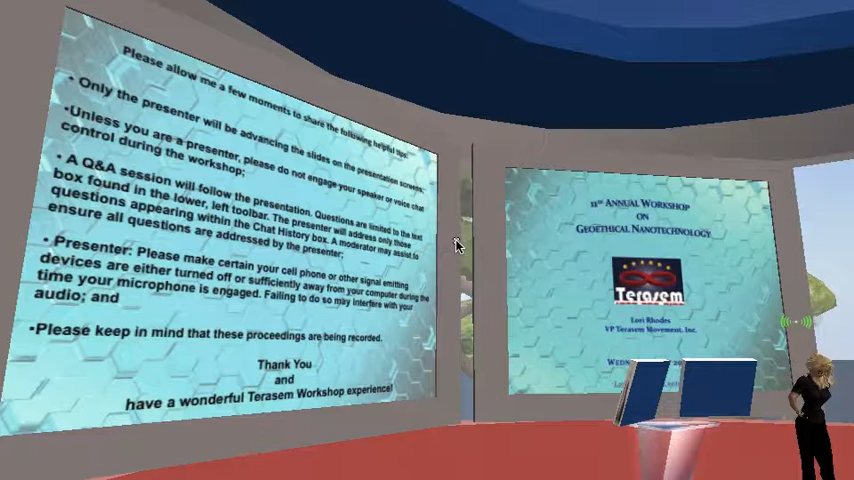 Please allow me a few moments to share the following helpful tips:
• Only the presenter will be advancing the slides on the presentation screens;
•Unless you are a presenter, please do not engage your speaker or voice chat
control during the workshop;
• A Q&A session will follow the presentation. Questions are limited to the text
box found in the lower, left toolbar. The presenter will address only those
questions appearing within the Chat History box. A moderator may assist to
ensure all questions are addressed by the presenter;
• Presenter: Please make certain your cell phone or other signal emitting
devices are either turned off or sufficiently away from your computer during the
time your microphone is engaged. Failing to do so may interfere with your
audio; and
•Please keep in mind that these proceedings are being recorded.
Thank You
and
have a wonderful Terasem Workshop experience!
11TH ANNUAL WORKSHOP
ON
GEOETHICAL NANOTECHNOLOGY
Terasem
Lori Rhodes
VP Terasem Movement, Inc.